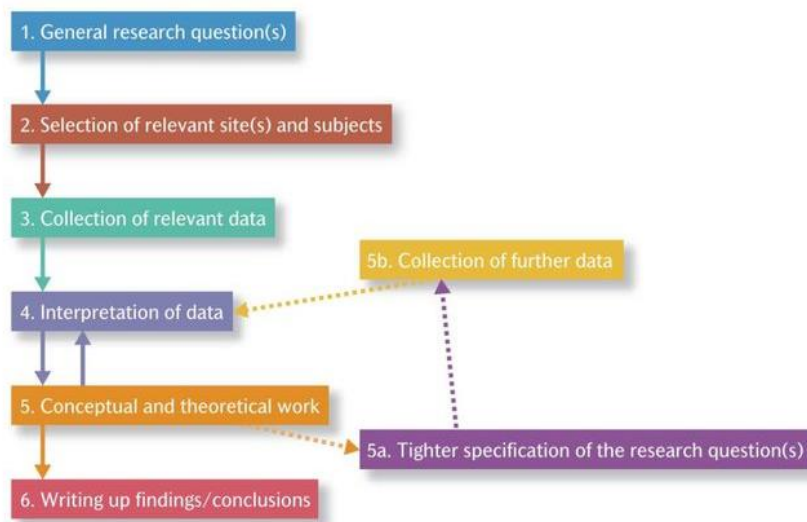 1. General research question(s)
2. Selection of relevant site(s) and subjects
3. Collection of relevant data
5b. Collection of further data
4. Interpretation of data
5. Conceptual and theoretical work
5a. Tighter specification of the research question(s)
6. Writing up findings/conclusions